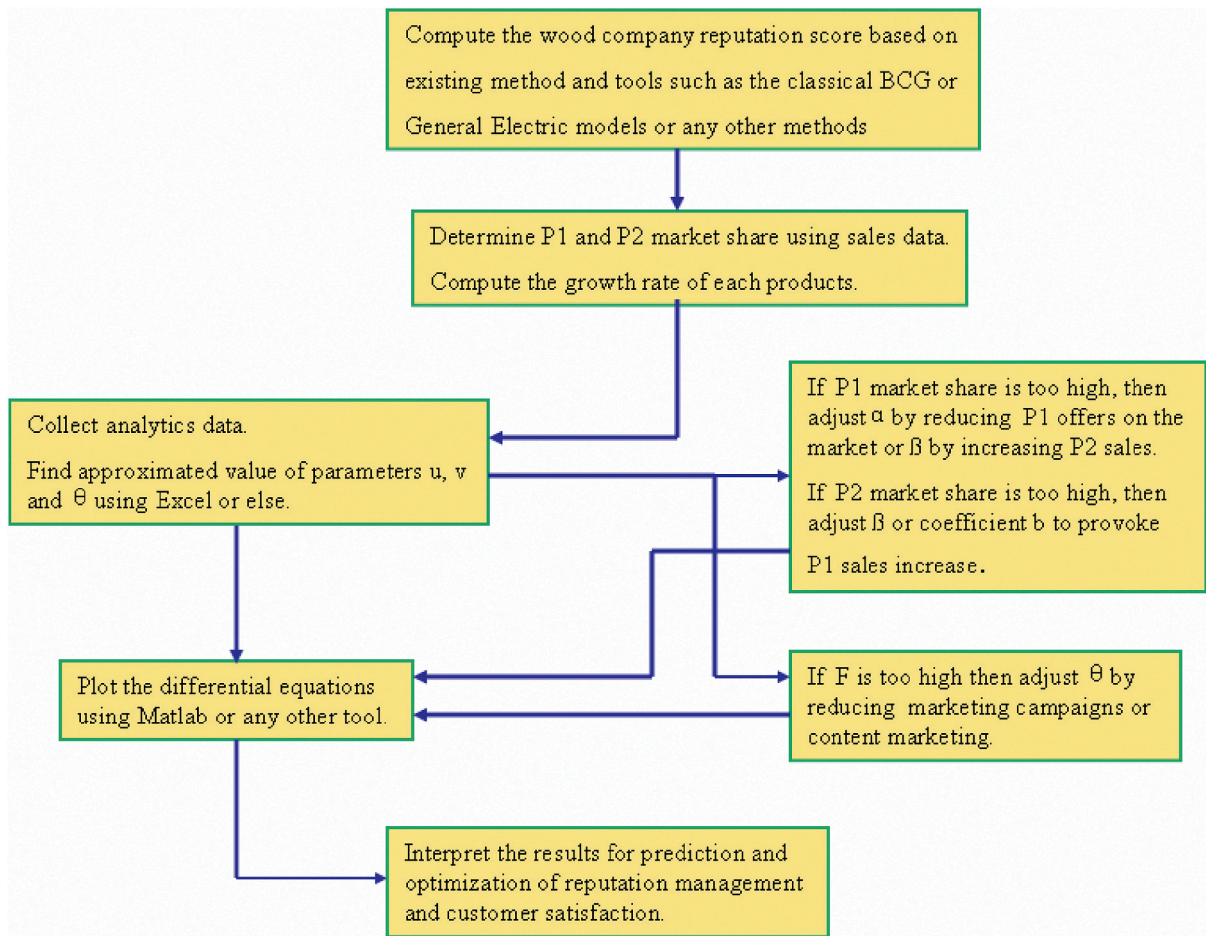 Compute the wood company reputation score based on
existing method and tools such as the classical BCG or
General Electric models or any other methods
Determine P1 and P2 market share using sales data.
Compute the growth rate of each products.
Collect analytics data.
Find approximated value of parameters u, v
and θ using Excel or else.
If P1 market share is too high, then
adjust α by reducing P1 offers on the
market or ß by increasing P2 sales.
If P2 market share is too high, then
adjust ß or coefficient b to provoke
P1 sales increase.
Plot the differential equations
using Matlab or any other tool.
If F is too high then adjust θ by
reducing marketing campaigns or
content marketing.
Interpret the results for prediction and
optimization of reputation management
and customer satisfaction.